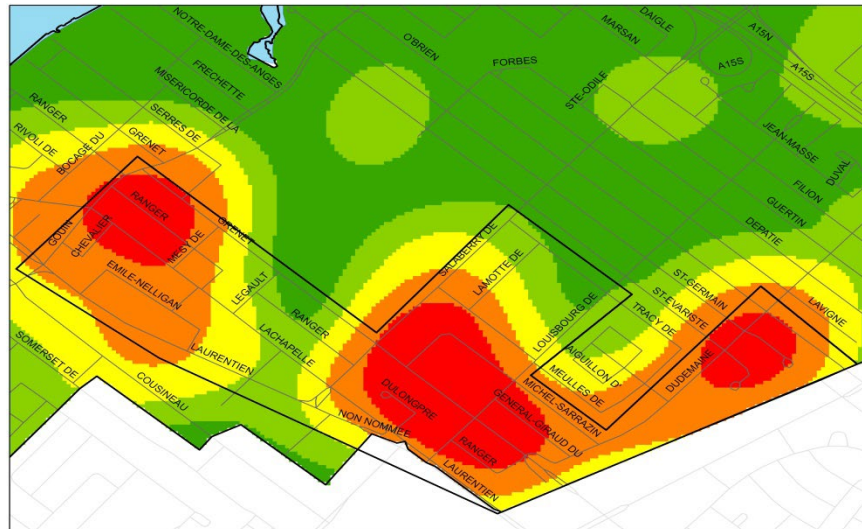 NOTRE-DAME-DES-ANGES
FRECHETTE
MISERICORDE DE LA
O'BRIEN
FORBES
STE-ODILE
MARSAN
DAIGLE
A15N
A15S
A15S
RANGER
RIVOLI DE
BOCAGE DU
SERRES DE
GRENET
JEAN-MASSE
DUVAL
FILION
GUERTIN
DEPATIE
RANGER
GOUIN
CHEVALIER
MESY DE
GRENET
EMILE-NELLIGAN
LEGAULT
SALABERRY DE
LAMOTTE DE
LOUISBOURG DE
ST-GERMAIN
ST-EVARISTE
TRACY DE
LAVIGNE
RANGER
LACHAPELLE
LAURENTIEN
SOMERSET DE
COUSINEAU
AIGUILLON D'
MEULLES DE
DUDEMAINE
MICHEL-SARRAZIN
GENERAL-GIRAUD DU
DULONGPRE
NON NOMMEE
RANGER
LAURENTIEN